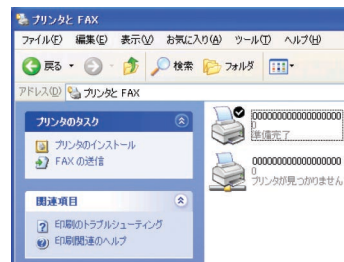 プリンタと FAX
ファイル(F) 編集(E) 表示(V) お気に入り(A) ツール(T) ヘルプ(H)
戻る 検索 フォルダ
アドレス(D) プリンタと FAX
プリンタのタスク
プリンタのインストール
FAX の送信
関連項目
印刷のトラブルシューティング
印刷関連のヘルプ
0000000000000000
0
準備完了
0000000000000000
0
プリンタが見つかりません